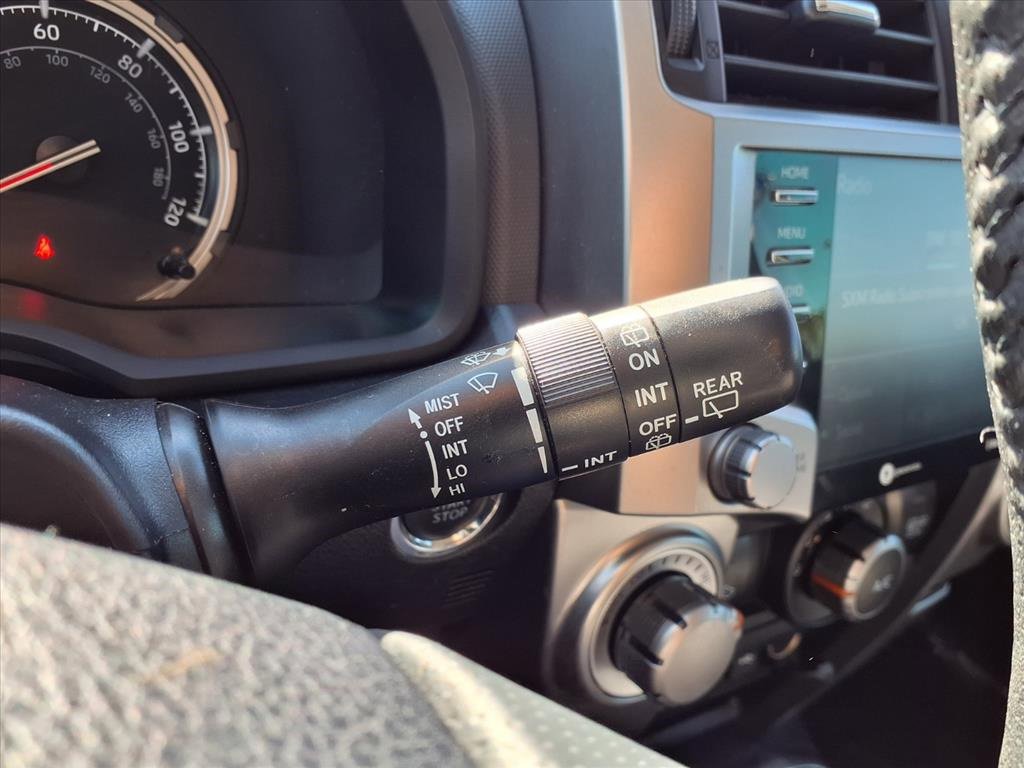 60
80
100
120
80
100
120
140
160
180
HOME
MENU
Radio
MIST
OFF
INT
LO
HI
INT
ON
INT
OFF
REAR
START
STOP